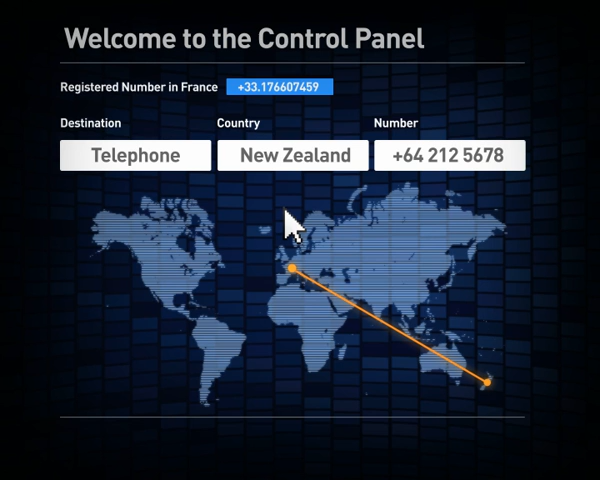 Welcome to the Control Panel
Registered Number in France +33.176607459
Destination Country Number
Telephone New Zealand +64 212 5678